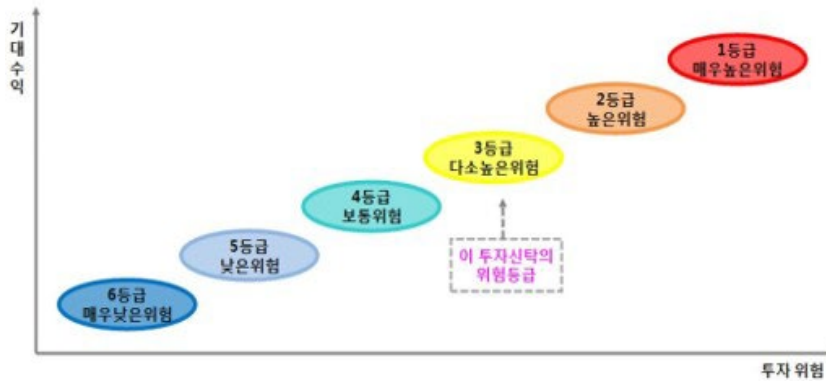 기대수익
1등급
매우높은위험
2등급
높은위험
3등급
다소높은위험
4등급
보통위험
이 투자신탁의
위험등급
5등급
낮은위험
6등급
매우낮은위험
투자 위험